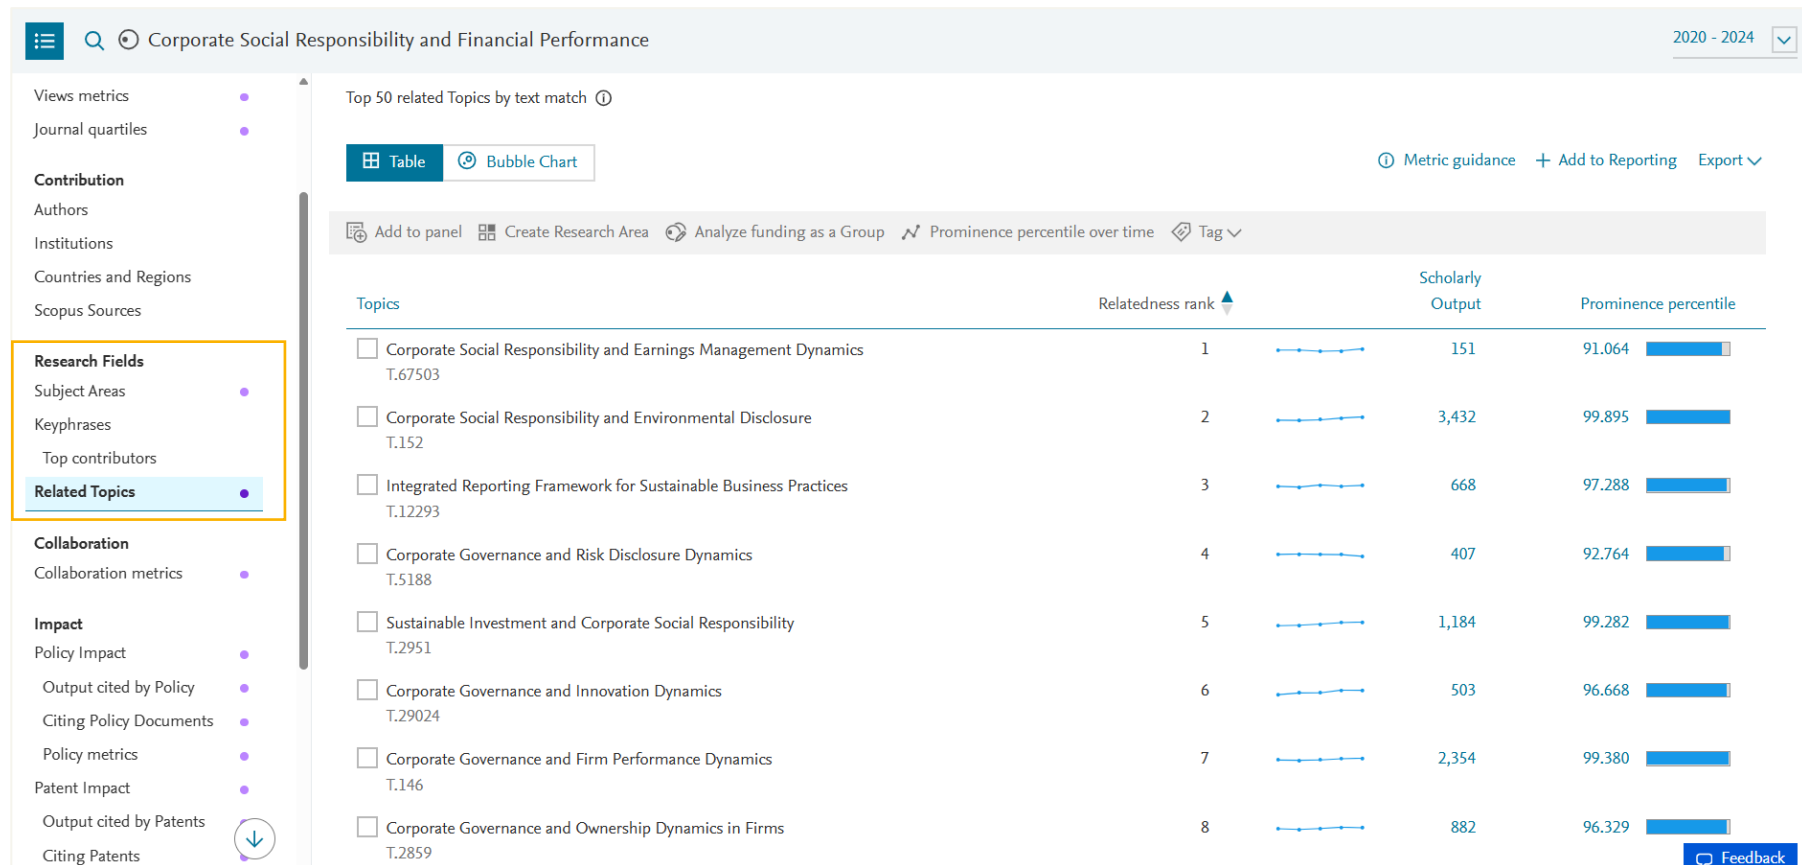 Corporate Social Responsibility and Financial Performance
2020 - 2024
Views metrics
Journal quartiles
Contribution
Authors
Institutions
Countries and Regions
Scopus Sources
Research Fields
Subject Areas
Keyphrases
Top contributors
Related Topics
Collaboration
Collaboration metrics
Impact
Policy Impact
Output cited by Policy
Citing Policy Documents
Policy metrics
Patent Impact
Output cited by Patents
Citing Patents
Top 50 related Topics by text match
Table Bubble Chart
Metric guidance + Add to Reporting Export
Add to panel Create Research Area Analyze funding as a Group Prominence percentile over time Tag
Topics Relatedness rank Scholarly Output Prominence percentile
Corporate Social Responsibility and Earnings Management Dynamics 1 151 91.064
T.67503
Corporate Social Responsibility and Environmental Disclosure 2 3,432 99.895
T.152
Integrated Reporting Framework for Sustainable Business Practices 3 668 97.288
T.12293
Corporate Governance and Risk Disclosure Dynamics 4 407 92.764
T.5188
Sustainable Investment and Corporate Social Responsibility 5 1,184 99.282
T.2951
Corporate Governance and Innovation Dynamics 6 503 96.668
T.29024
Corporate Governance and Firm Performance Dynamics 7 2,354 99.380
T.146
Corporate Governance and Ownership Dynamics in Firms 8 882 96.329
T.2859
Feedback